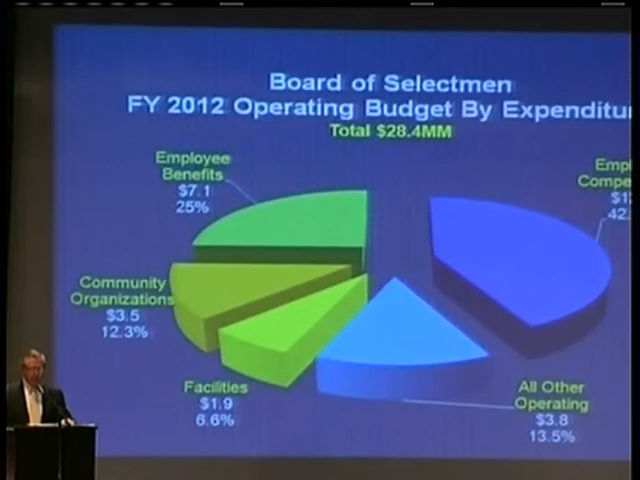 Board of Selectmen
FY 2012 Operating Budget By
Total $28.4MM
Employee
Benefits
$7.1
25%
Community
Organizations
$3.5
12.3%
Facilities
$1.9
6.6%
All Other
Operating
$3.8
13.5%